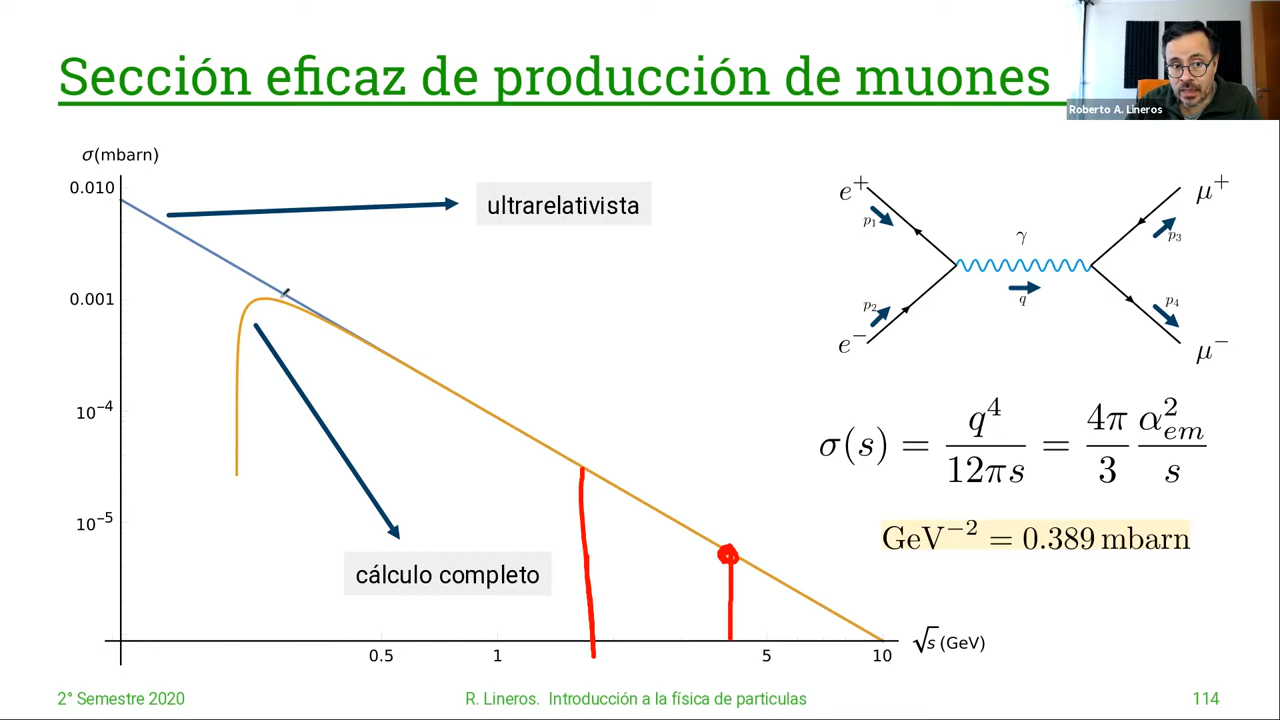 Sección eficaz de producción de muones
Roberto A. Lineros
σ(mbarn)
0.010
0.001
10⁻⁴
10⁻⁵
ultrarelativista
cálculo completo
0.5 1 5 10
√s (GeV)
e⁺ μ⁺
p₁ γ p₃
q
p₂ p₄
e⁻ μ⁻
σ(s) = q⁴/12πs = 4π/3 α²ₑₘ/s
GeV⁻² = 0.389 mbarn
2° Semestre 2020
R. Lineros. Introducción a la física de particulas
114